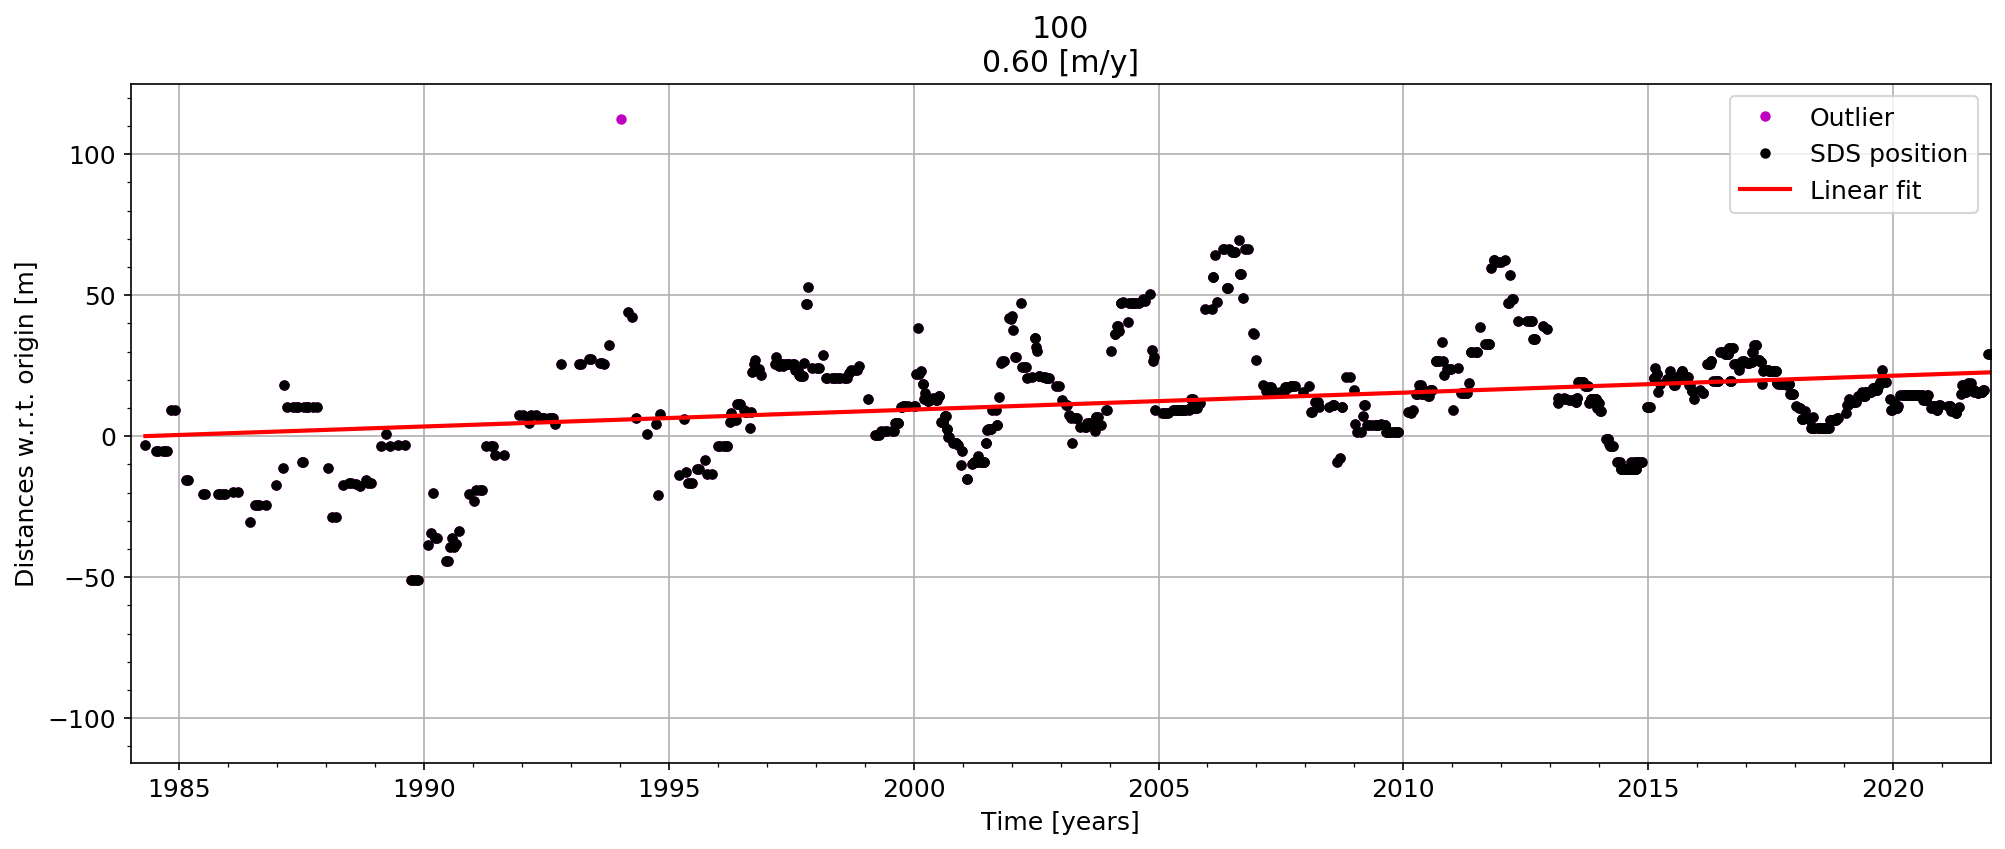 100
0.60 [m/y]
Outlier
SDS position
Linear fit
Distances w.r.t. origin [m]
100
50
0
−50
−100
1985 1990 1995 2000 2005 2010 2015 2020
Time [years]